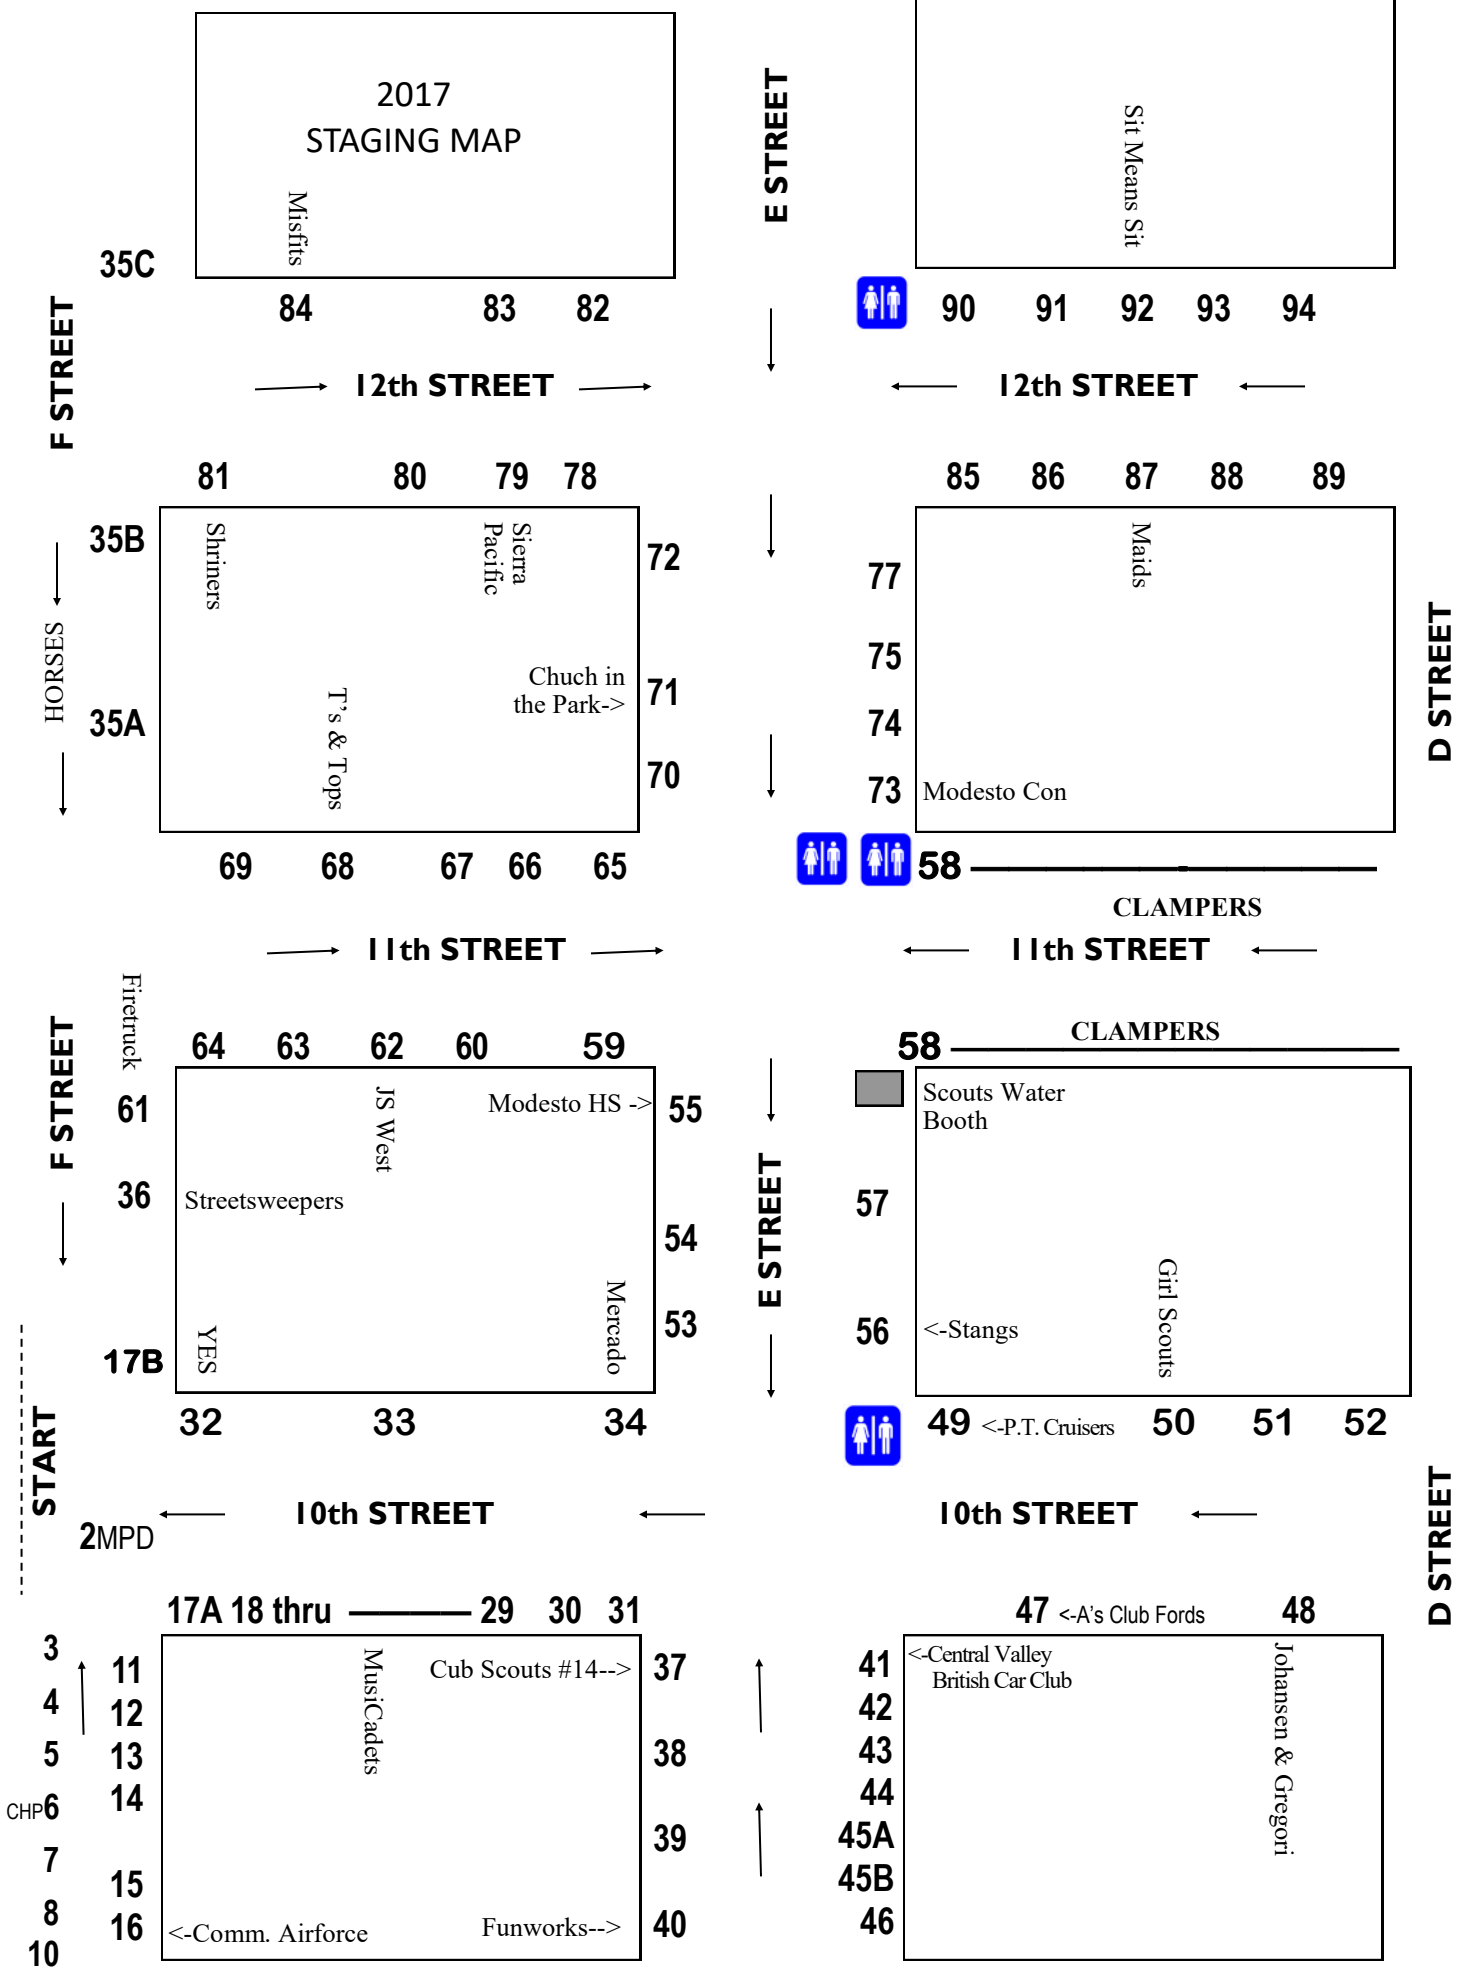 2017
STAGING MAP
Misfits
E STREET
Sit Means Sit
35C
84 83 82
90 91 92 93 94
F STREET
12th STREET
12th STREET
81 80 79 78
85 86 87 88 89
35B
Shriners
Sierra
Pacific
72
77
Maids
HORSES
35A
T's & Tops
Chuch in
the Park->
71
70
75
74
73
Modesto Con
D STREET
69 68 67 66 65
58
CLAMPERS
11th STREET
11th STREET
Firetruck
F STREET
64 63 62 60 59
58
CLAMPERS
61
JS West
Modesto HS ->
55
Scouts Water
Booth
36
Streetsweepers
54
57
E STREET
Girl Scouts
17B
YES
Mercado
53
56
<-Stangs
32 33 34
49 <-P.T. Cruisers 50 51 52
START
10th STREET
10th STREET
2MPD
D STREET
17A 18 thru 29 30 31
47 <-A's Club Fords 48
3
4
5
CHP6
7
8
10
11
12
13
14
15
16
MusiCadets
Cub Scouts #14-->
<-Comm. Airforce
Funworks-->
37
38
39
40
41
42
43
44
45A
45B
46
<-Central Valley
British Car Club
Johansen & Gregori